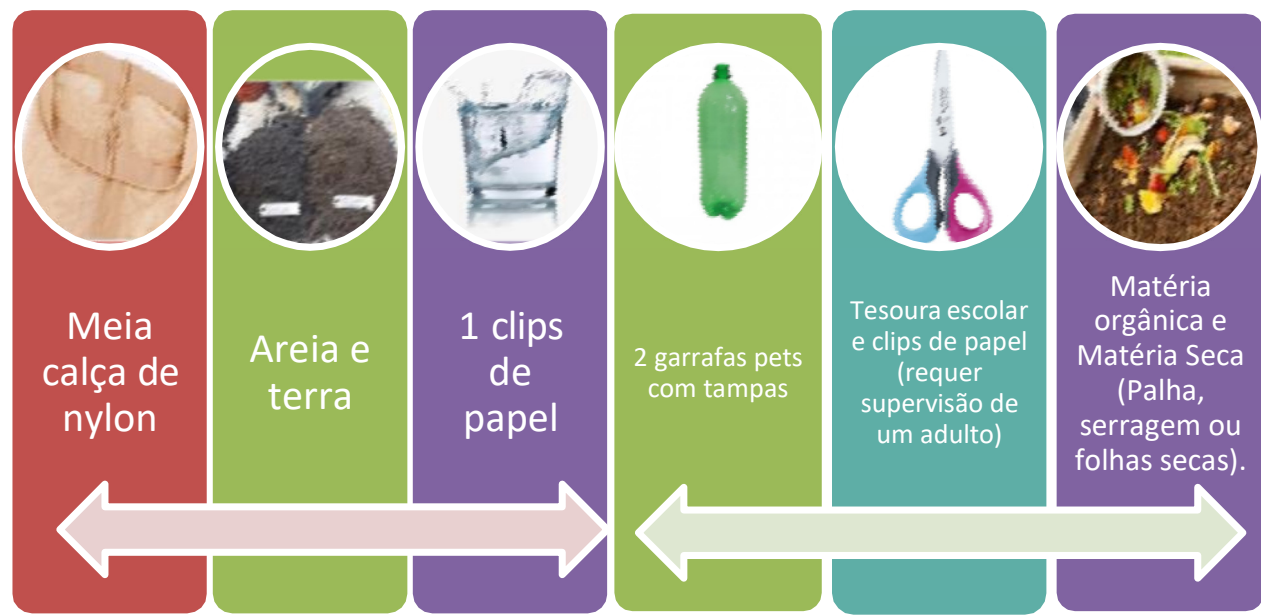 Meia
calça de
nylon
Areia e
terra
1 clips
de
papel
2 garrafas pets
com tampas
Tesoura escolar
e clips de papel
(requer
supervisão de
um adulto)
Matéria
orgânica e
Matéria Seca
(Palha,
serragem ou
folhas secas).